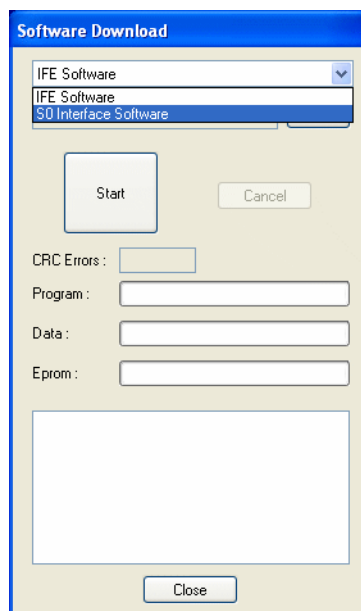 Software Download
IFE Software
IFE Software
S0 Interface Software
Start
Cancel
CRC Errors :
Program :
Data :
Eprom :
Close